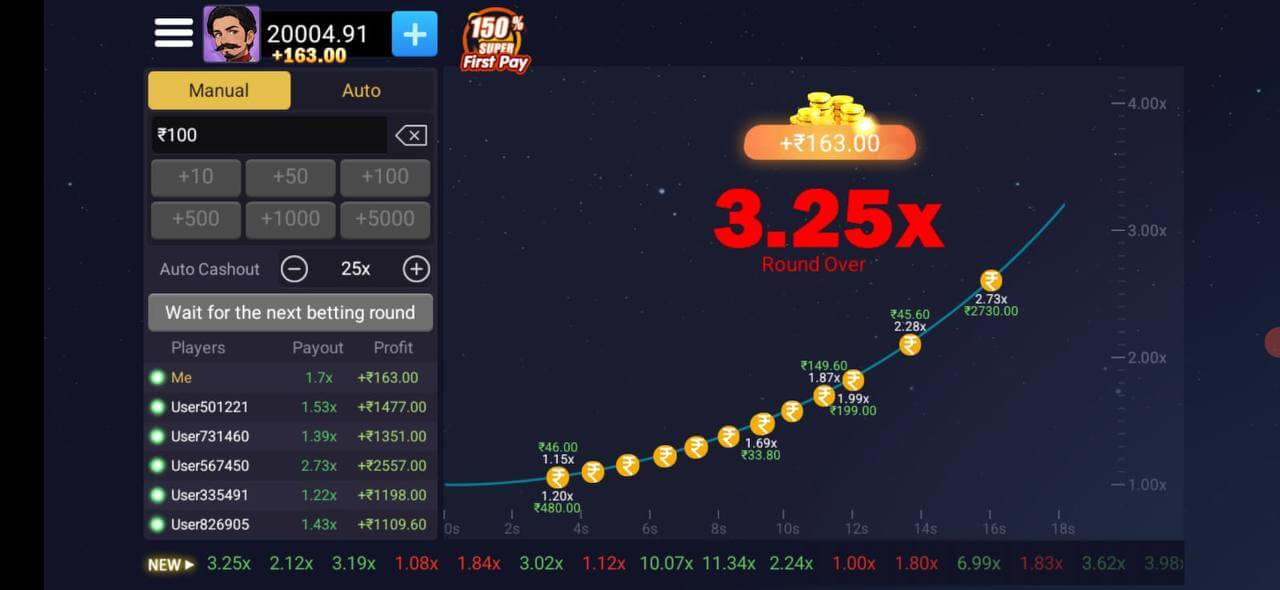 20004.91
+163.00
+
150%
SUPER
First Pay
Manual Auto
₹100
+10 +50 +100
+500 +1000 +5000
Auto Cashout 25x
Wait for the next betting round
Players Payout Profit
Me 1.7x +₹163.00
User501221 1.53x +₹1477.00
User731460 1.39x +₹1351.00
User567450 2.73x +₹2557.00
User335491 1.22x +₹1198.00
User826905 1.43x +₹1109.60
+₹163.00
3.25x
Round Over
4.00x
3.00x
2.00x
1.00x
2.73x
₹2730.00
₹45.60
2.28x
₹149.60
1.87x
1.99x
₹199.00
1.69x
₹33.80
₹46.00
1.15x
1.20x
₹480.00
0s 2s 4s 6s 8s 10s 12s 14s 16s 18s
NEW 3.25x 2.12x 3.19x 1.08x 1.84x 3.02x 1.12x 10.07x 11.34x 2.24x 1.00x 1.80x 6.99x 1.83x 3.62x 3.98x